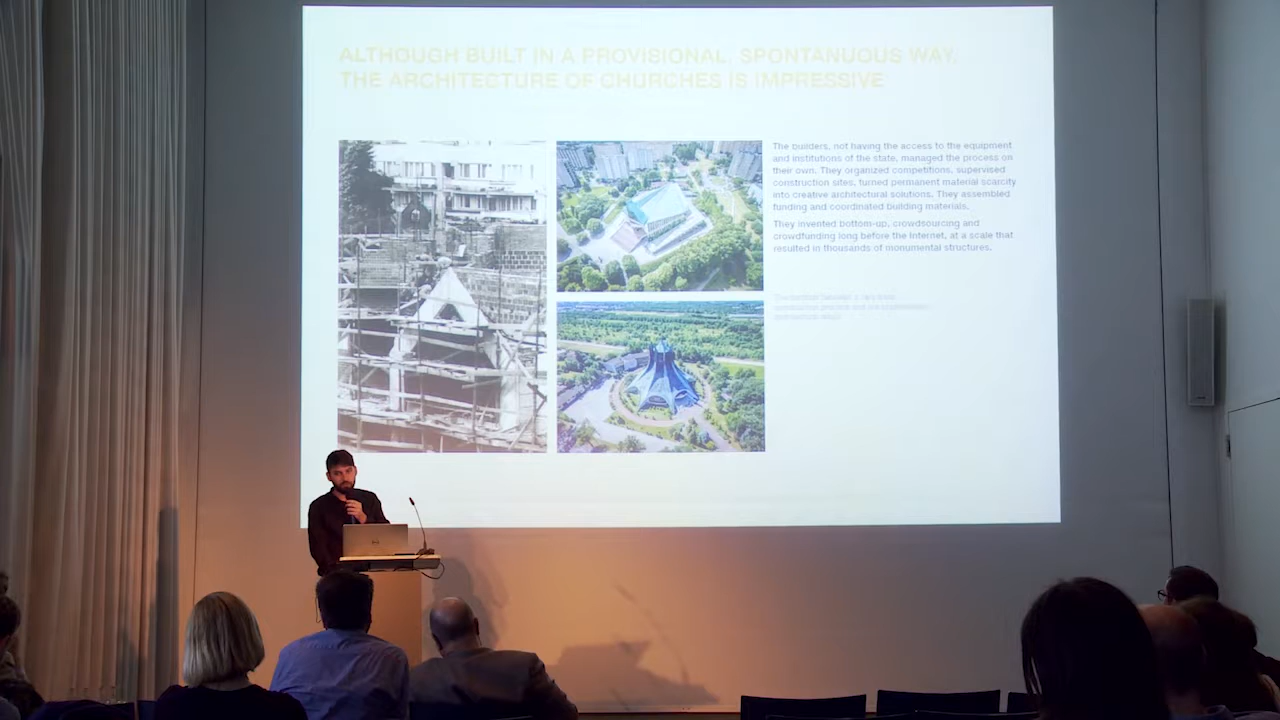 ALTHOUGH BUILT IN A PROVISIONAL, SPONTANUOUS WAY,
THE ARCHITECTURE OF CHURCHES IS IMPRESSIVE
The builders, not having the access to the equipment
and institutions of the state, managed the process on
their own. They organized competitions, supervised
construction sites, turned permanent material scarcity
into creative architectural solutions. They assembled
funding and coordinated building materials.
They invented bottom-up, crowdsourcing and
crowdfunding long before the Internet, at a scale that
resulted in thousands of monumental structures.